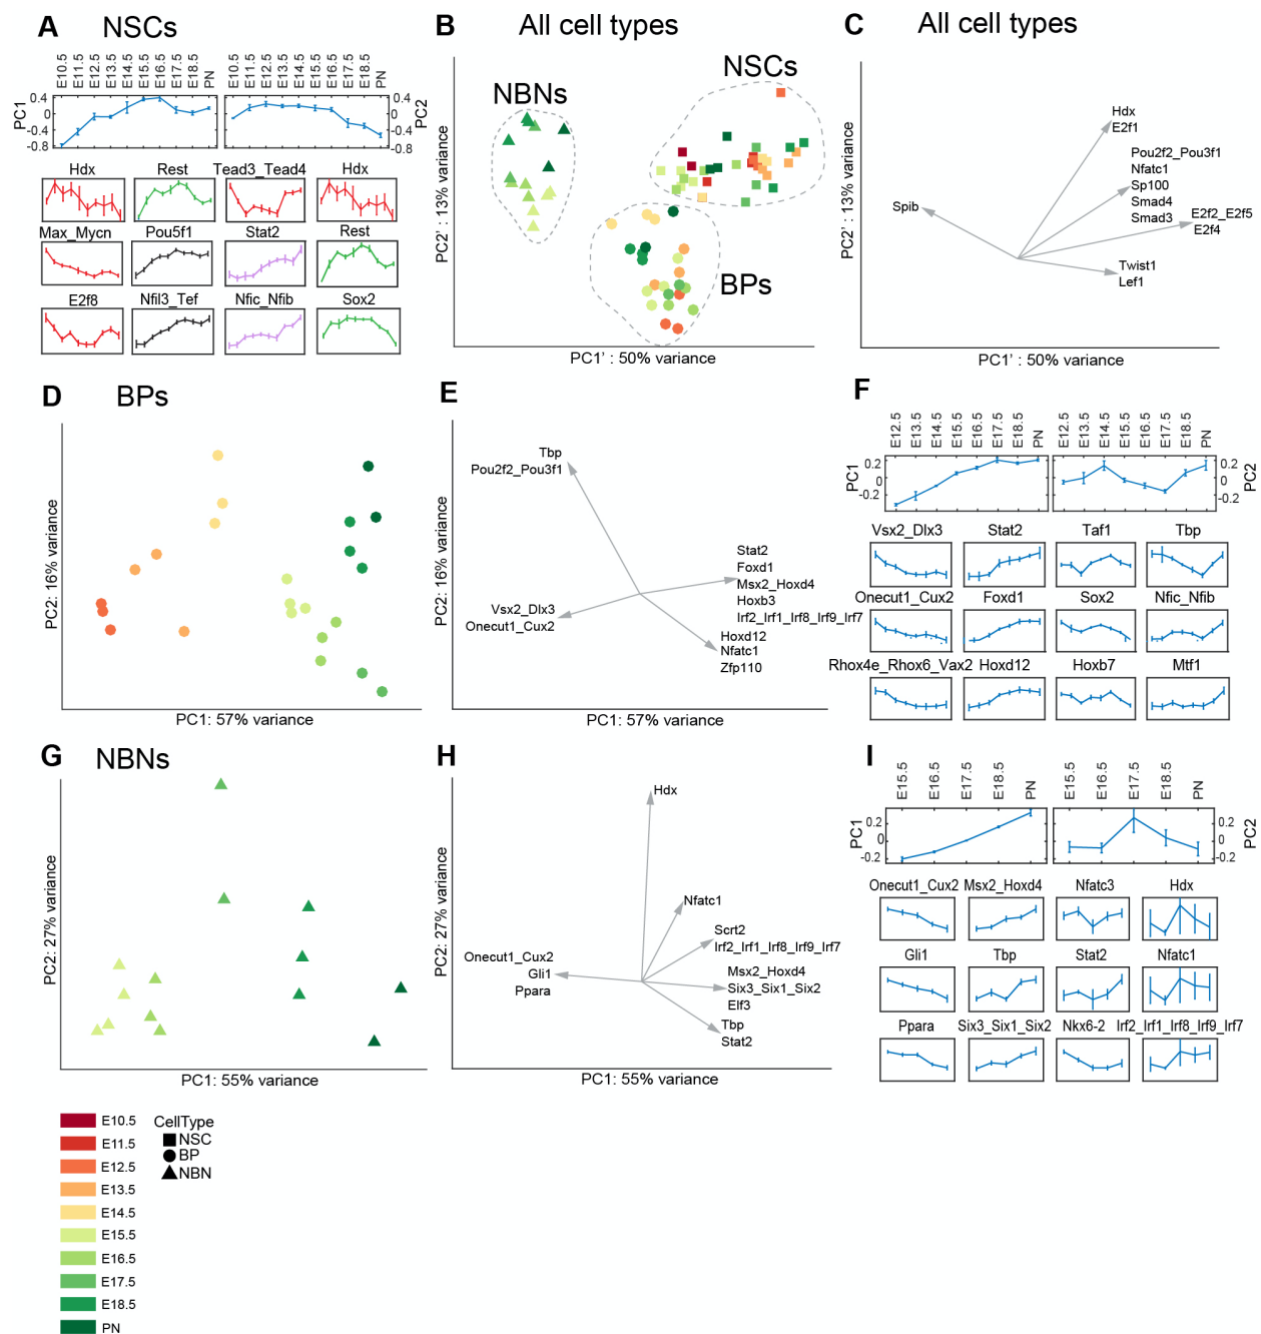 A NSCs
E10.5 E11.5 E12.5 E13.5 E14.5 E15.5 E16.5 E17.5 E18.5 PN
E10.5 E11.5 E12.5 E13.5 E14.5 E15.5 E16.5 E17.5 E18.5 PN
PC1
0.4
-0.4
-0.8
0.4
-0.4
-0.8
PC2
Hdx Rest Tead3_Tead4 Hdx
Max_Mycn Pou5f1 Stat2 Rest
E2f8 Nfil3_Tef Nfic_Nfib Sox2
B All cell types
NSCs
NBNs
BPs
PC2' : 13% variance
PC1' : 50% variance
C All cell types
Hdx
E2f1
Pou2f2_Pou3f1
Nfatc1
Sp100
Smad4
Smad3
E2f2_E2f5
E2f4
Spib
Twist1
Lef1
PC2' : 13% variance
PC1' : 50% variance
D BPs
PC2: 16% variance
PC1: 57% variance
E
Tbp
Pou2f2_Pou3f1
Stat2
Foxd1
Msx2_Hoxd4
Hoxb3
Irf2_Irf1_Irf8_Irf9_Irf7
Vsx2_Dlx3
Onecut1_Cux2
Hoxd12
Nfatc1
Zfp110
PC2: 16% variance
PC1: 57% variance
F
E12.5 E13.5 E14.5 E15.5 E16.5 E17.5 E18.5 PN
E12.5 E13.5 E14.5 E15.5 E16.5 E17.5 E18.5 PN
PC1
0.2
0
-0.2
0.2
0
-0.2
PC2
Vsx2_Dlx3 Stat2 Taf1 Tbp
Onecut1_Cux2 Foxd1 Sox2 Nfic_Nfib
Rhox4e_Rhox6_Vax2 Hoxd12 Hoxb7 Mtf1
G NBNs
PC2: 27% variance
PC1: 55% variance
H
Hdx
Nfatc1
Scrt2
Irf2_Irf1_Irf8_Irf9_Irf7
Onecut1_Cux2
Gli1
Ppara
Msx2_Hoxd4
Six3_Six1_Six2
Elf3
Tbp
Stat2
PC2: 27% variance
PC1: 55% variance
I
E15.5 E16.5 E17.5 E18.5 PN
E15.5 E16.5 E17.5 E18.5 PN
PC1
0.2
0
-0.2
0.2
0
-0.2
PC2
Onecut1_Cux2 Msx2_Hoxd4 Nfatc3 Hdx
Gli1 Tbp Stat2 Nfatc1
Ppara Six3_Six1_Six2 Nkx6-2 Irf2_Irf1_Irf8_Irf9_Irf7
E10.5
E11.5
E12.5
E13.5
E14.5
E15.5
E16.5
E17.5
E18.5
PN
CellType
NSC
BP
NBN